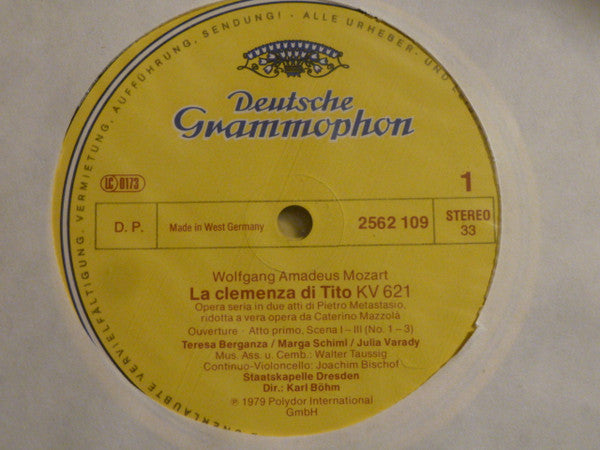 VERVIELFÄLTIGUNG, VERMIETUNG, AUFFÜHRUNG, SENDUNG! · ALLE URHEBER- UND
Deutsche
Grammophon
LC 0173
1
D. P.
Made in West Germany
2562 109
STEREO
33
Wolfgang Amadeus Mozart
La clemenza di Tito KV 621
Opera seria in due atti di Pietro Metastasio,
ridotta a vera opera da Caterino Mazzolà
Ouverture · Atto primo, Scena I – III (No. 1 – 3)
Teresa Berganza / Marga Schiml / Julia Varady
Mus. Ass. u. Cemb.: Walter Taussig
Continuo-Violoncello: Joachim Bischof
Staatskapelle Dresden
Dir.: Karl Böhm
℗ 1979 Polydor International
GmbH